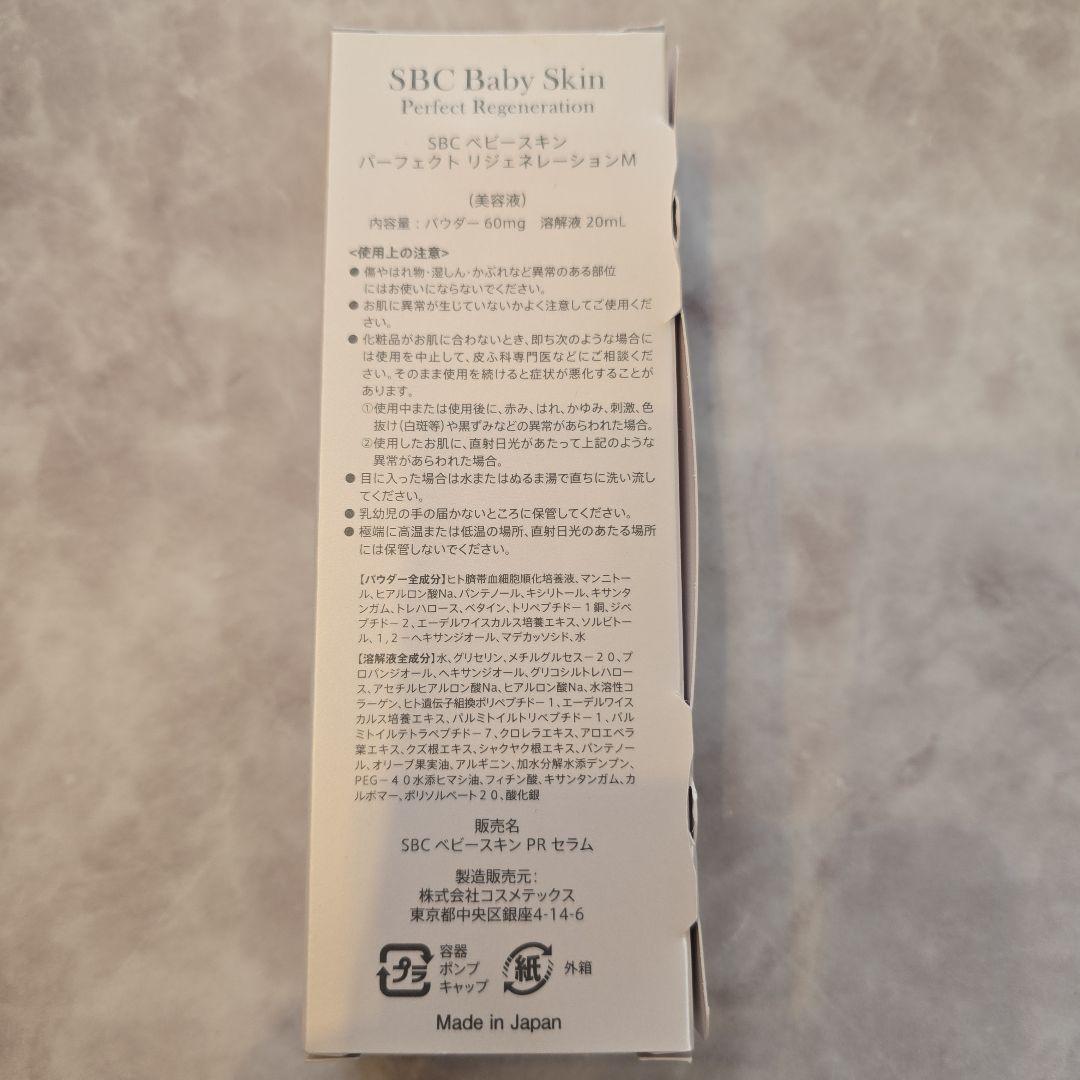 SBC Baby Skin
Perfect Regeneration
SBC ベビースキン
パーフェクト リジェネレーションM
(美容液)
内容量：パウダー 60mg　溶解液 20mL
<使用上の注意>
●傷やはれ物・湿しん・かぶれなど異常のある部位
にはお使いにならないでください。
●お肌に異常が生じていないかよく注意してご使用くだ
さい。
●化粧品がお肌に合わないとき、即ち次のような場合に
は使用を中止して、皮ふ科専門医などにご相談くだ
さい。そのまま使用を続けると症状が悪化することが
あります。
①使用中または使用後に、赤み、はれ、かゆみ、刺激、色
抜け(白斑等)や黒ずみなどの異常があらわれた場合。
②使用したお肌に、直射日光があたって上記のような
異常があらわれた場合。
●目に入った場合は水またはぬるま湯で直ちに洗い流し
てください。
●乳幼児の手の届かないところに保管してください。
●極端に高温または低温の場所、直射日光のあたる場所
には保管しないでください。
【パウダー全成分】ヒト臍帯血細胞順化培養液、マンニトー
ル、ヒアルロン酸Na、パンテノール、キシリトール、キサンタ
ンガム、トレハロース、ベタイン、トリペプチド－1銅、ジペ
プチド－2、エーデルワイスカルス培養エキス、ソルビトー
ル、1,2－ヘキサンジオール、マデカッソシド、水
【溶解液全成分】水、グリセリン、メチルグルセス－20、プ
ロパンジオール、ヘキサンジオール、グリコシルトレハロー
ス、アセチルヒアルロン酸Na、ヒアルロン酸Na、水溶性コ
ラーゲン、ヒト遺伝子組換ポリペプチド－1、エーデルワイス
カルス培養エキス、パルミトイルトリペプチド－1、パル
ミトイルテトラペプチド－7、クロレラエキス、アロエベラ
葉エキス、クズ根エキス、シャクヤク根エキス、パンテノー
ル、オリーブ果実油、アルギニン、加水分解水添デンプン、
PEG－40水添ヒマシ油、フィチン酸、キサンタンガム、カ
ルボマー、ポリソルベート20、酸化銀
販売名
SBC ベビースキン PR セラム
製造販売元：
株式会社コスメテックス
東京都中央区銀座4-14-6
プラ
容器
ポンプ
キャップ
紙
外箱
Made in Japan